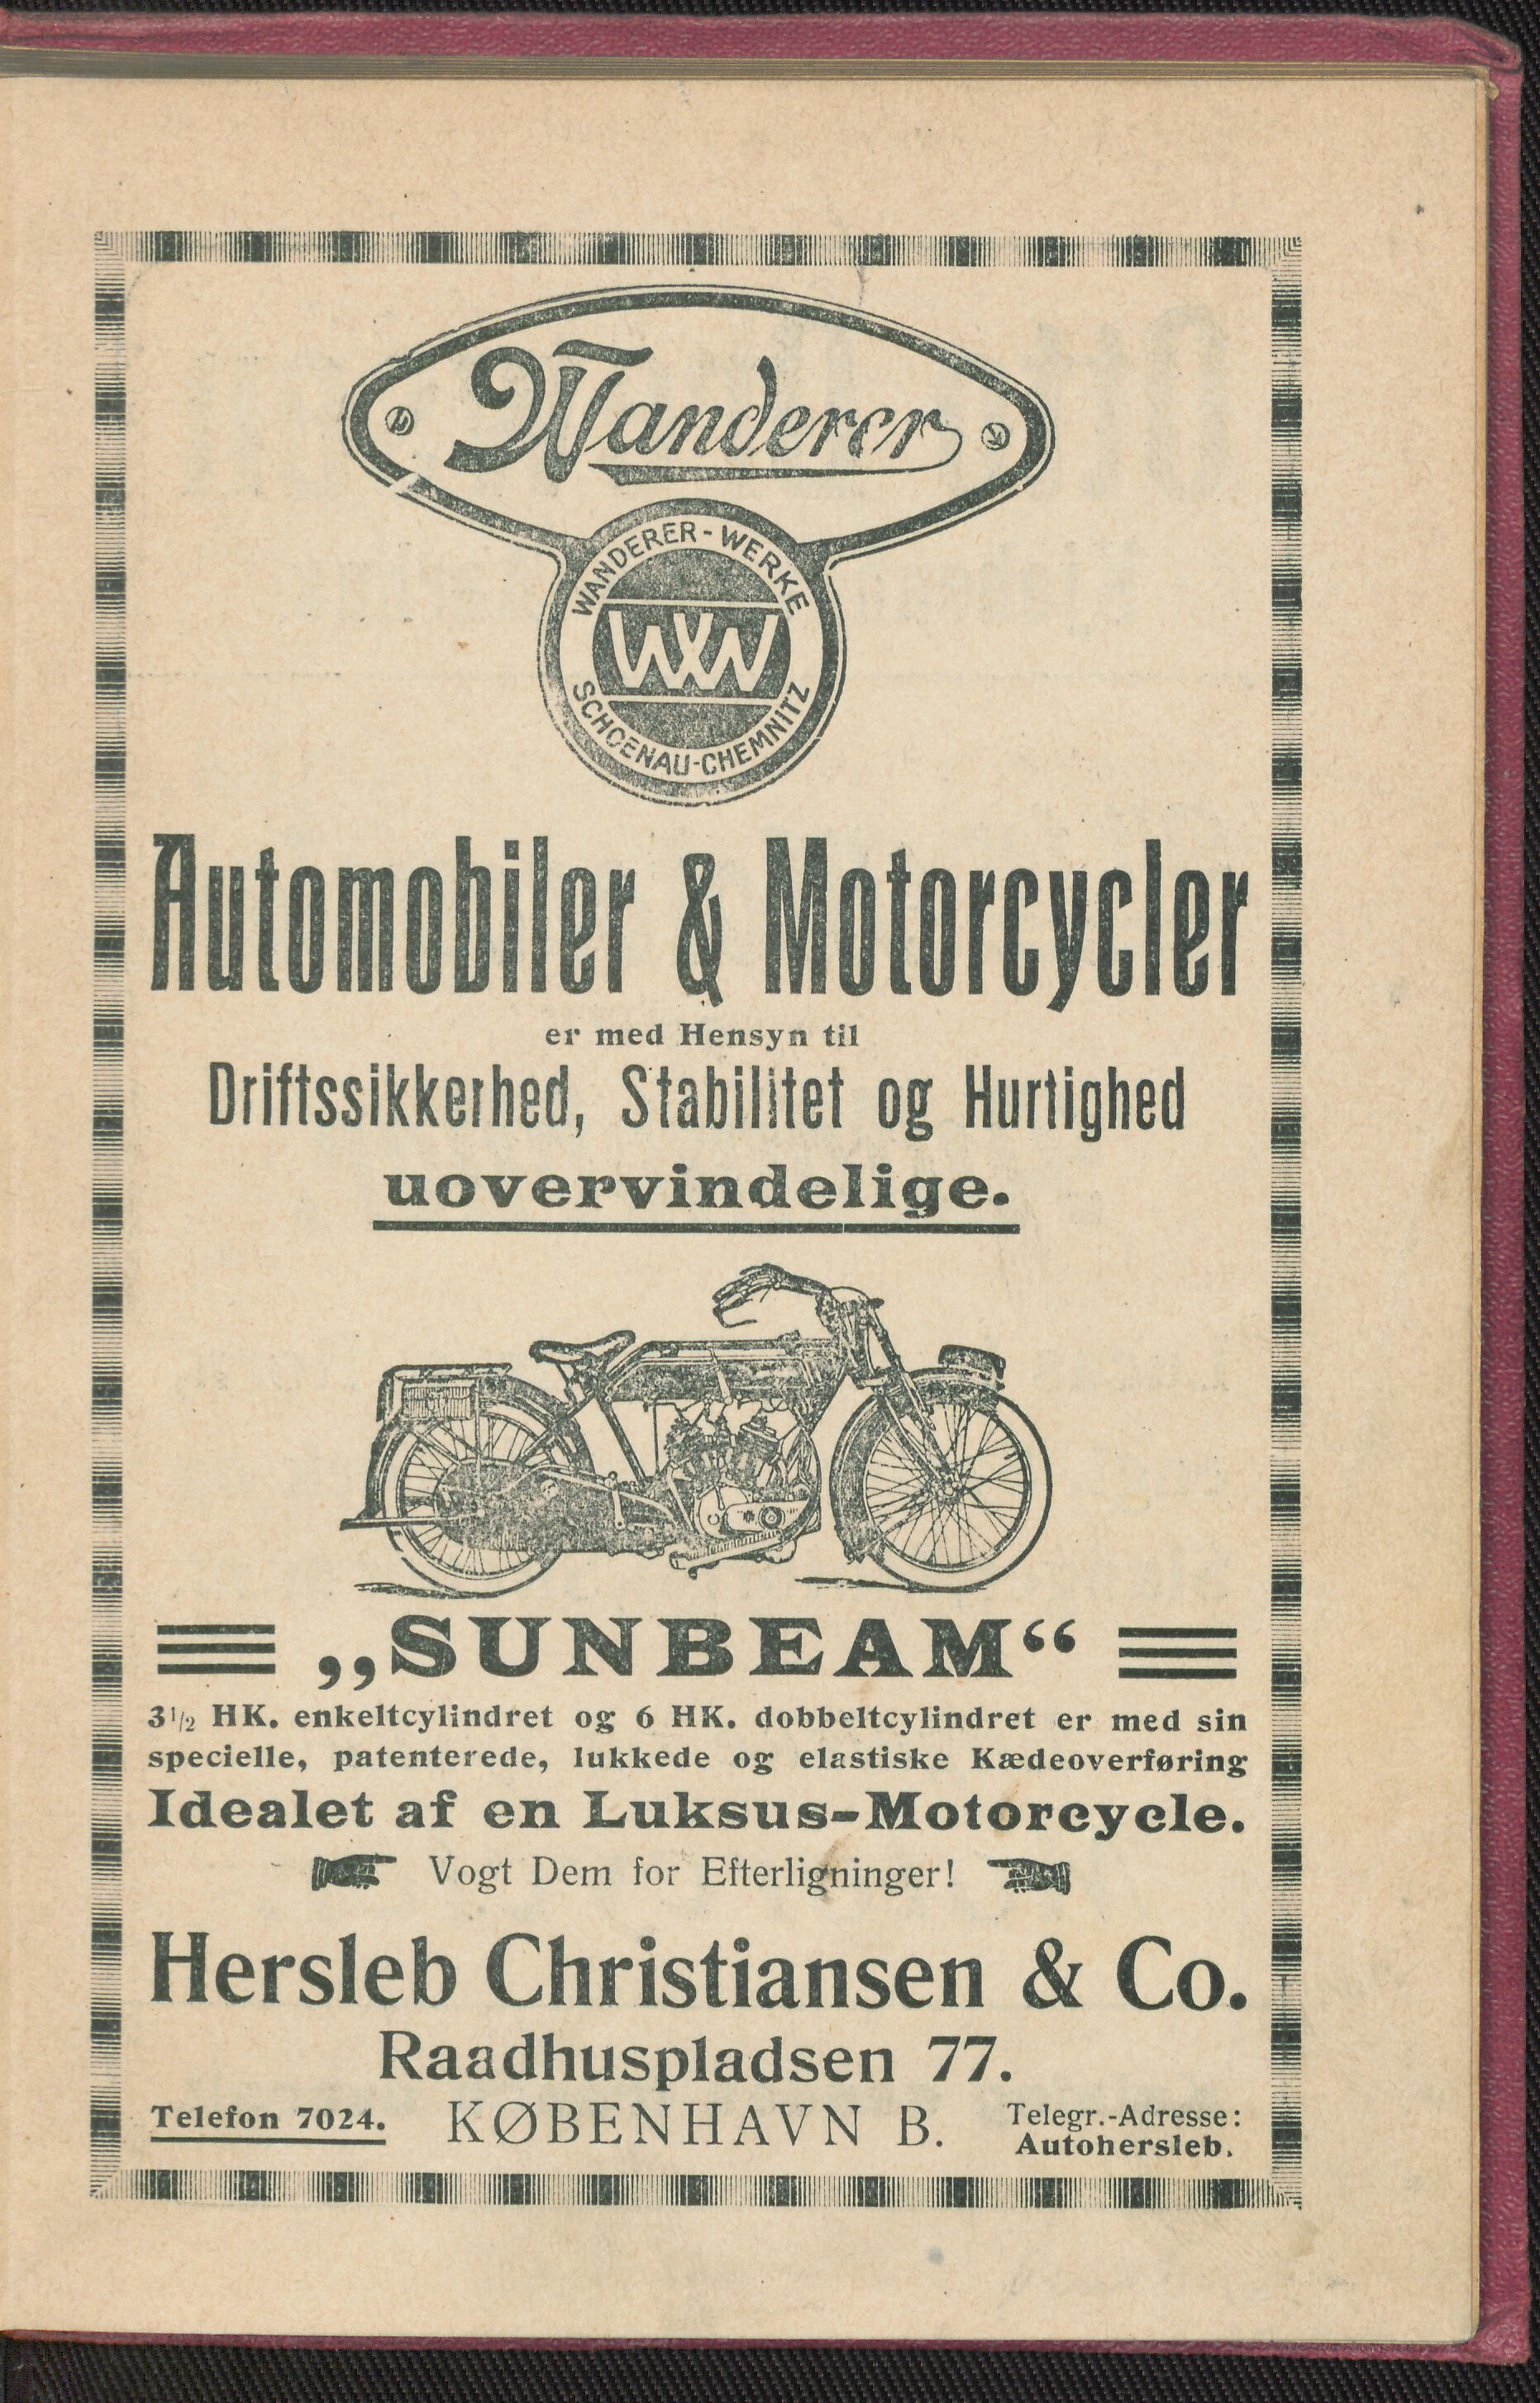 Wanderer
WANDERER-WERKE
WW
SCHOENAU-CHEMNITZ
Automobiler & Motorcycler
er med Hensyn til
Driftssikkerhed, Stabilitet og Hurtighed
uovervindelige.
„SUNBEAM“
3½ HK. enkeltcylindret og 6 HK. dobbeltcylindret er med sin
specielle, patenterede, lukkede og elastiske Kædeoverføring
Idealet af en Luksus-Motorcycle.
Vogt Dem for Efterligninger!
Hersleb Christiansen & Co.
Raadhuspladsen 77.
Telefon 7024. KØBENHAVN B. Telegr.-Adresse:
Autohersleb.